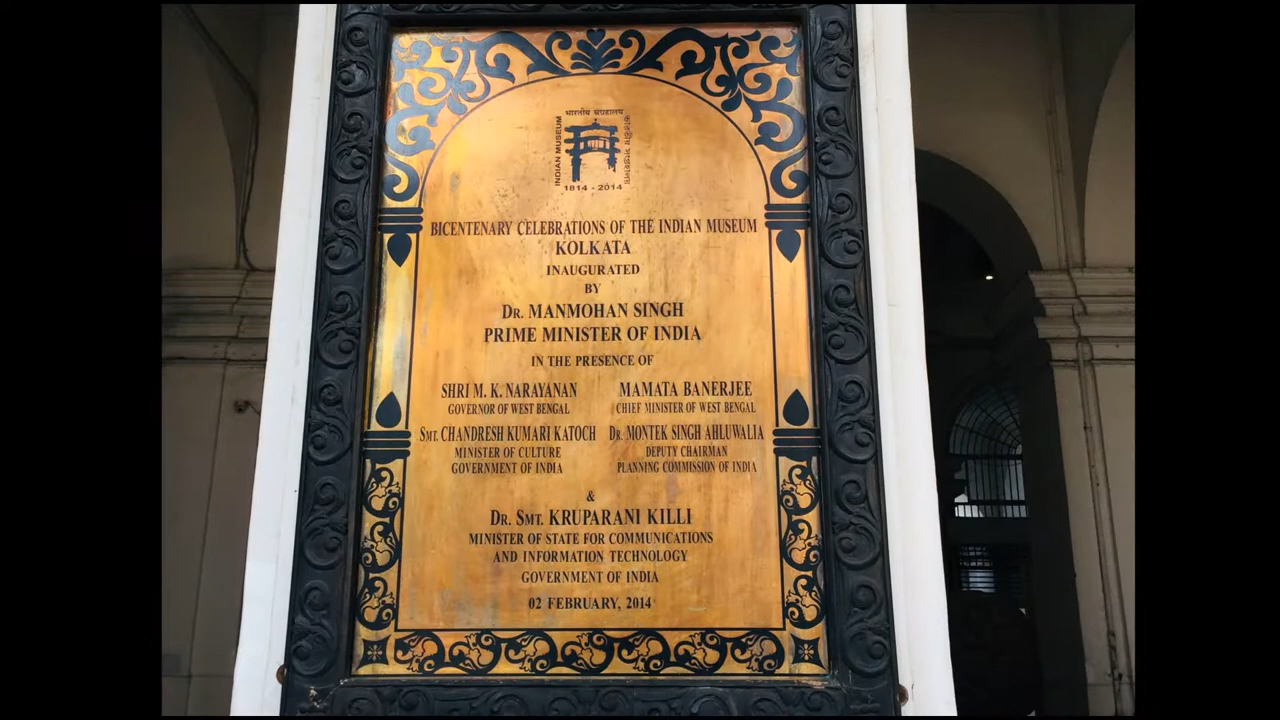 भारतीय संग्रहालय
INDIAN MUSEUM
1814 - 2014
BICENTENARY CELEBRATIONS OF THE INDIAN MUSEUM
KOLKATA
INAUGURATED
BY
DR. MANMOHAN SINGH
PRIME MINISTER OF INDIA
IN THE PRESENCE OF
SHRI M. K. NARAYANAN
GOVERNOR OF WEST BENGAL
MAMATA BANERJEE
CHIEF MINISTER OF WEST BENGAL
SMT. CHANDRESH KUMARI KATOCH
MINISTER OF CULTURE
GOVERNMENT OF INDIA
DR. MONTEK SINGH AHLUWALIA
DEPUTY CHAIRMAN
PLANNING COMMISSION OF INDIA
&
DR. SMT. KRUPARANI KILLI
MINISTER OF STATE FOR COMMUNICATIONS
AND INFORMATION TECHNOLOGY
GOVERNMENT OF INDIA
02 FEBRUARY, 2014